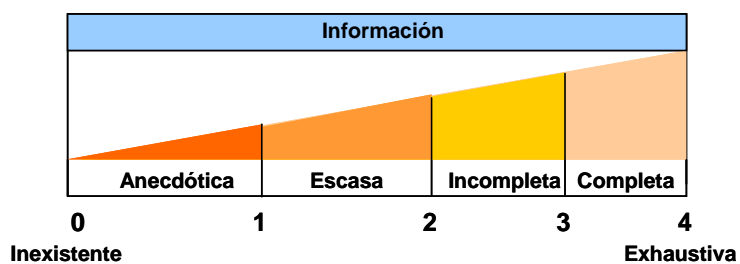 Información
Anecdótica Escasa Incompleta Completa
0 1 2 3 4
Inexistente Exhaustiva